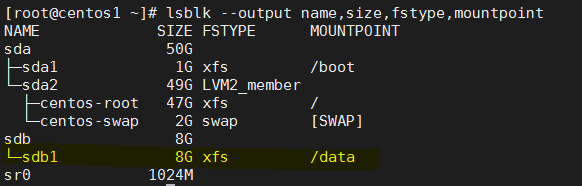 [root@centos1 ~]# lsblk --output name,size,fstype,mountpoint
NAME SIZE FSTYPE MOUNTPOINT
sda 50G
├─sda1 1G xfs /boot
└─sda2 49G LVM2_member
├─centos-root 47G xfs /
└─centos-swap 2G swap [SWAP]
sdb 8G
└─sdb1 8G xfs /data
sr0 1024M